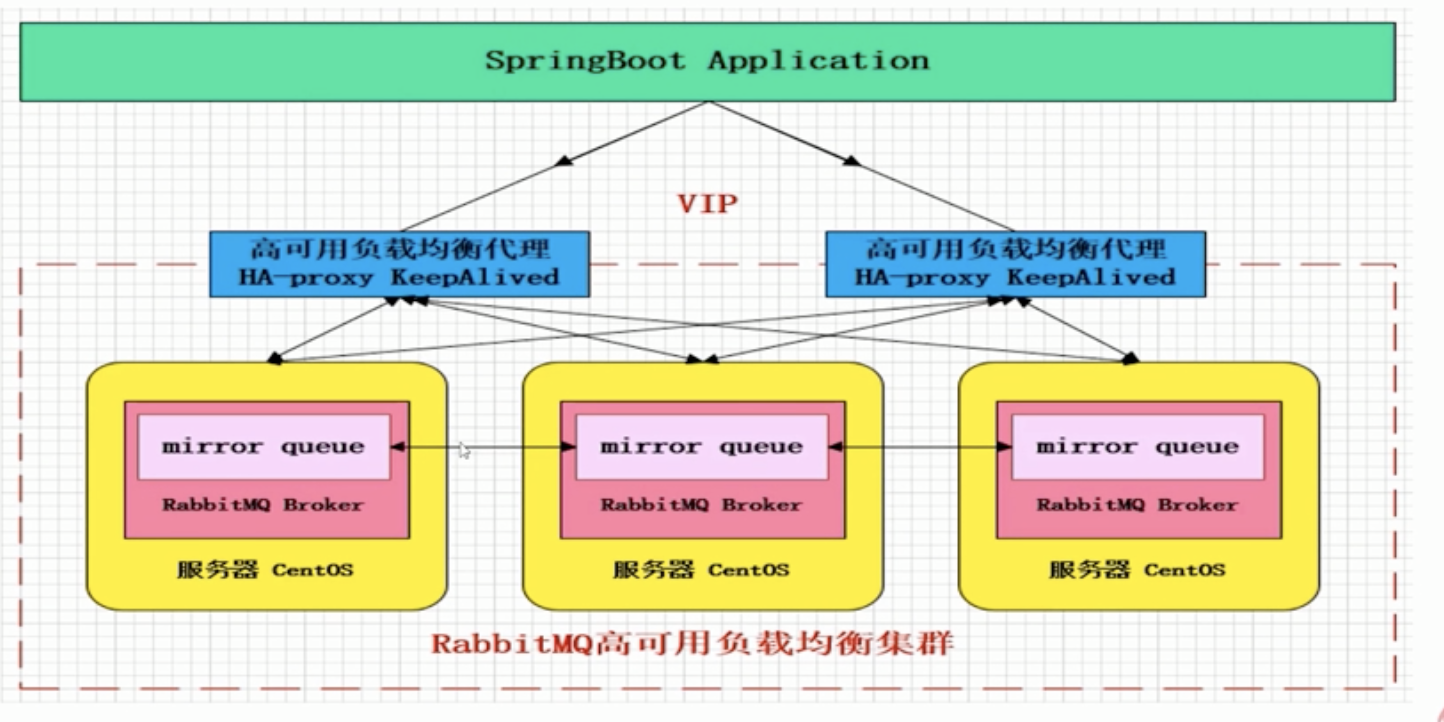 SpringBoot Application
VIP
高可用负载均衡代理
HA-proxy KeepAlived
高可用负载均衡代理
HA-proxy KeepAlived
mirror queue
RabbitMQ Broker
服务器 CentOS
mirror queue
RabbitMQ Broker
服务器 CentOS
mirror queue
RabbitMQ Broker
服务器 CentOS
RabbitMQ高可用负载均衡集群